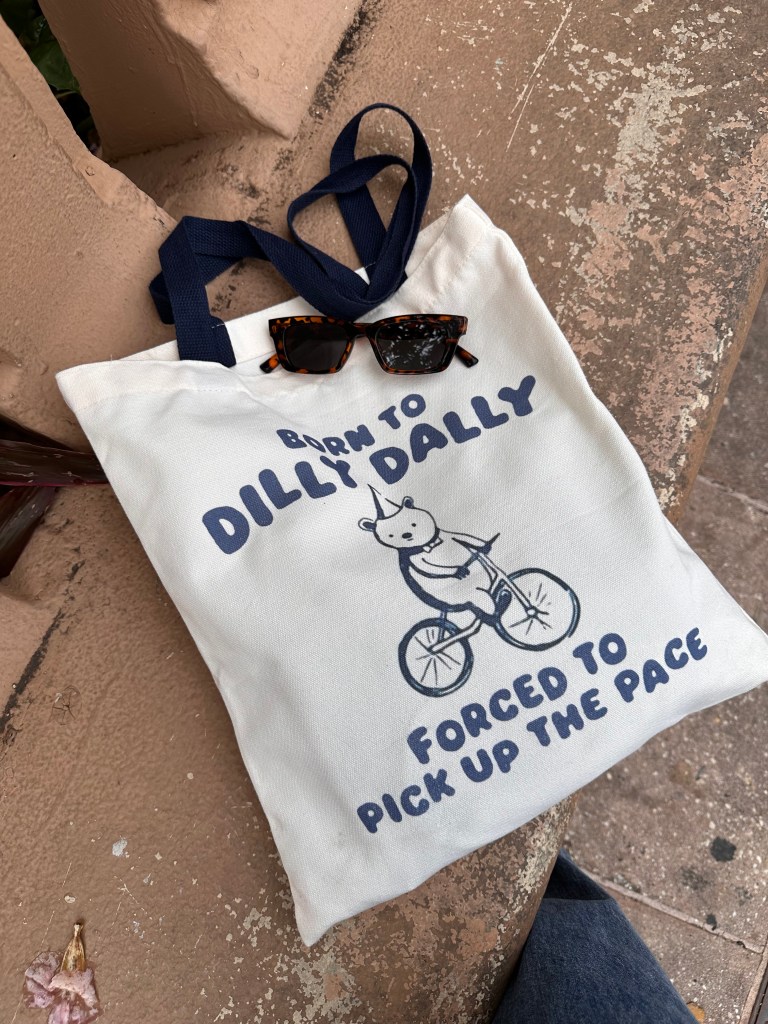 BORN TO
DILLY DALLY
FORCED TO
PICK UP THE PACE